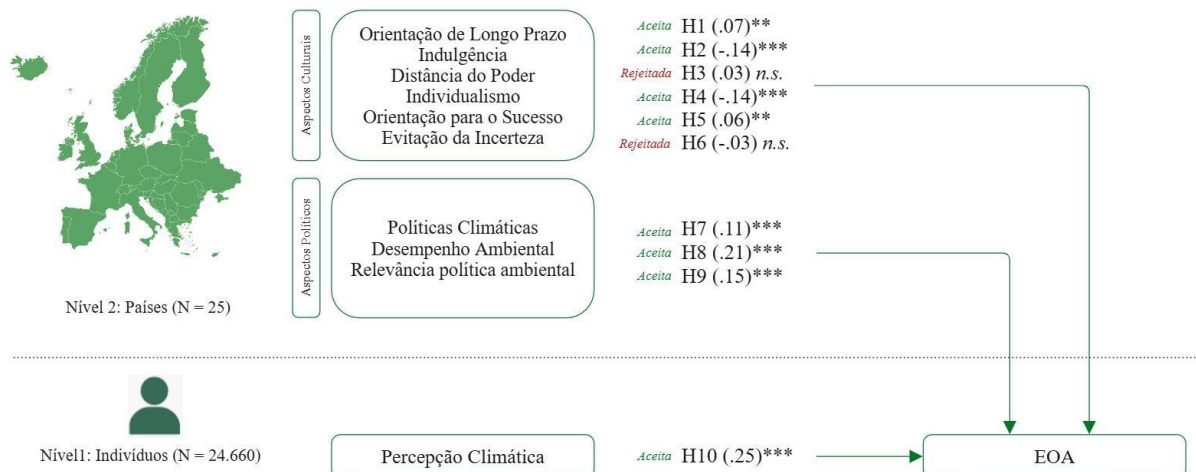 Aspectos Culturais
Orientação de Longo Prazo
Indulgência
Distância do Poder
Individualismo
Orientação para o Sucesso
Evitação da Incerteza
Aceita H1 (.07)**
Aceita H2 (-.14)***
Rejeitada H3 (.03) n.s.
Aceita H4 (-.14)***
Aceita H5 (.06)**
Rejeitada H6 (-.03) n.s.
Aspectos Políticos
Políticas Climáticas
Desempenho Ambiental
Relevância política ambiental
Aceita H7 (.11)***
Aceita H8 (.21)***
Aceita H9 (.15)***
Nível 2: Países (N = 25)
Nível1: Indivíduos (N = 24.660)
Percepção Climática
Aceita H10 (.25)***
EOA